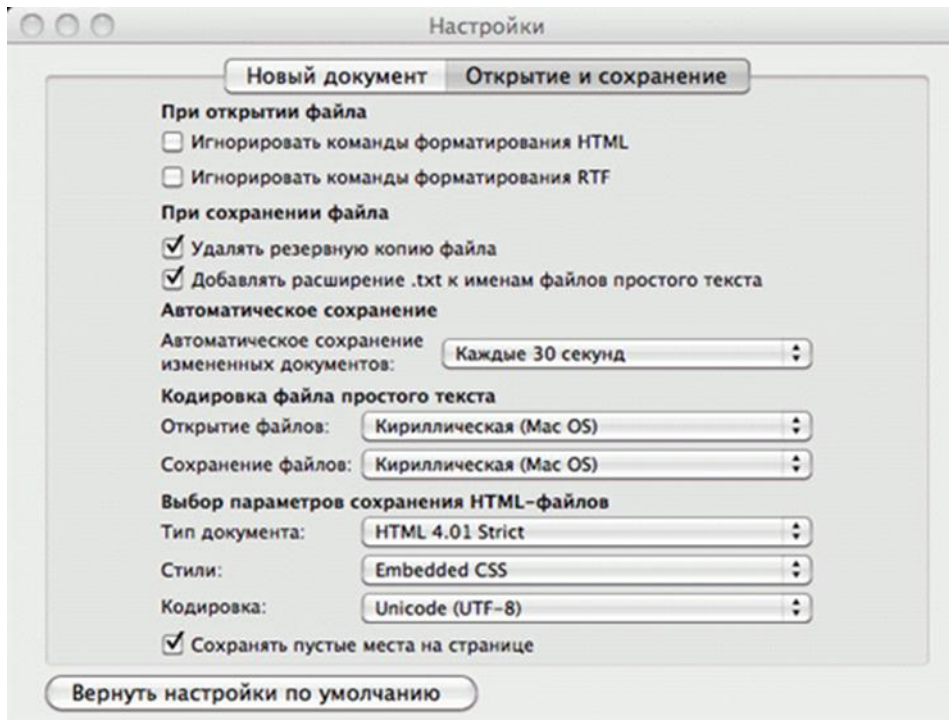 Настройки
Новый документ Открытие и сохранение
При открытии файла
Игнорировать команды форматирования HTML
Игнорировать команды форматирования RTF
При сохранении файла
Удалять резервную копию файла
Добавлять расширение .txt к именам файлов простого текста
Автоматическое сохранение
Автоматическое сохранение
измененных документов: Каждые 30 секунд
Кодировка файла простого текста
Открытие файлов: Кириллическая (Mac OS)
Сохранение файлов: Кириллическая (Mac OS)
Выбор параметров сохранения HTML-файлов
Тип документа: HTML 4.01 Strict
Стили: Embedded CSS
Кодировка: Unicode (UTF-8)
Сохранять пустые места на странице
Вернуть настройки по умолчанию